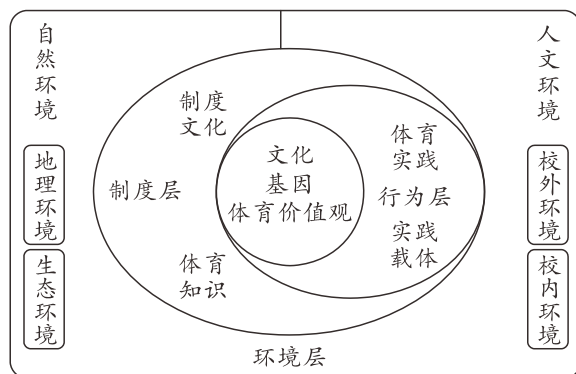 自然环境
人文环境
制度
文化
体育
实践
文化
基因
体育价值观
制度层
行为层
地理环境
校外环境
实践
载体
体育
知识
生态环境
校内环境
环境层